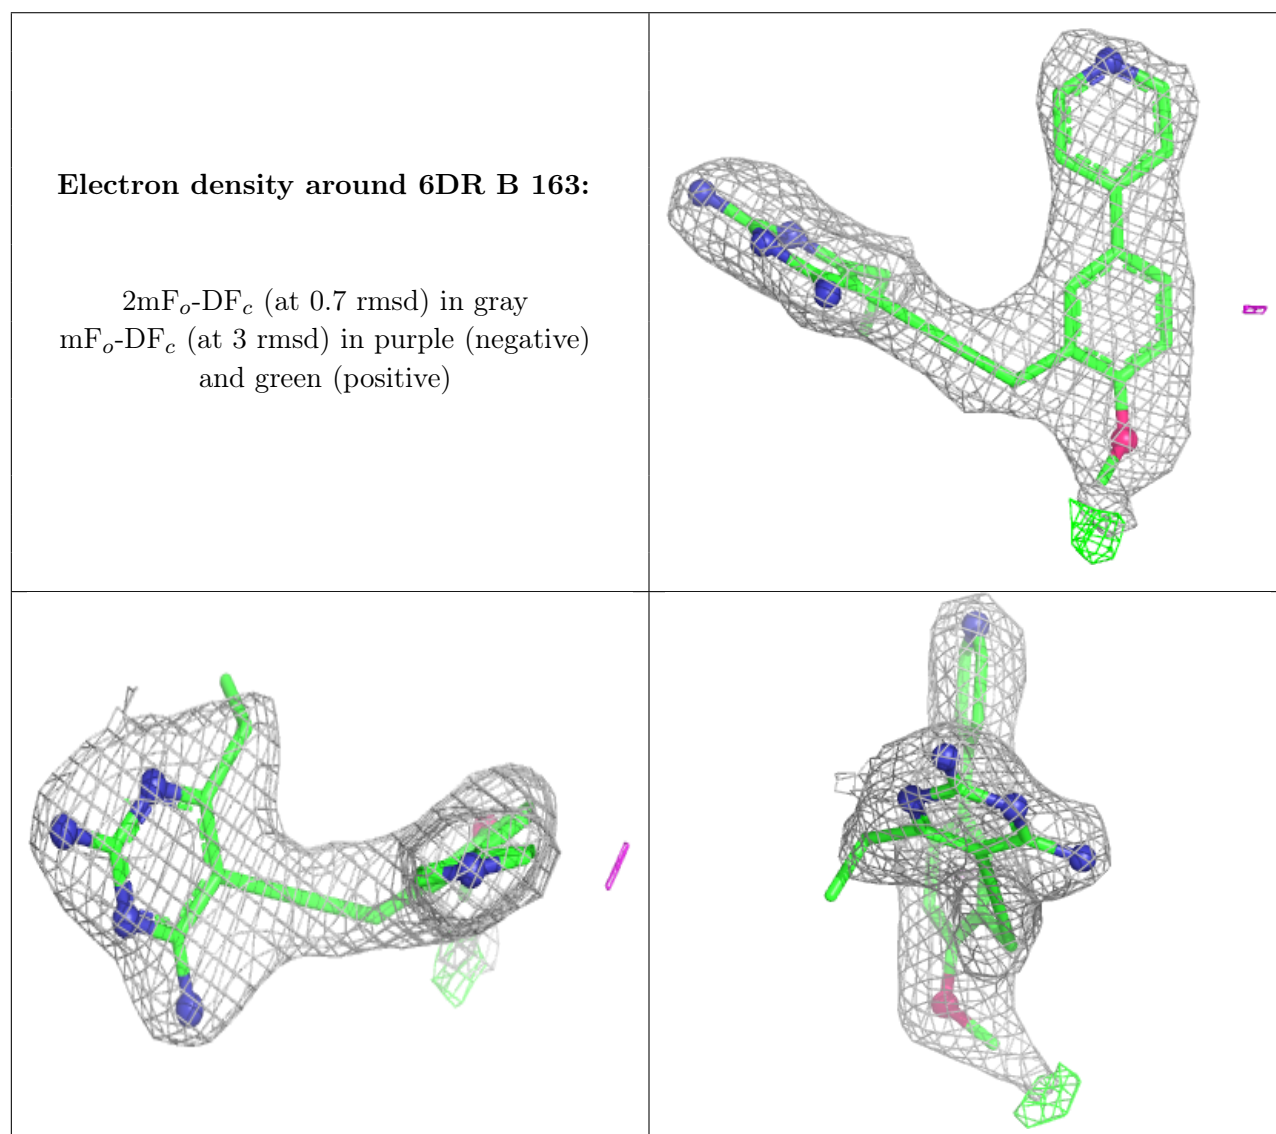 Electron density around 6DR B 163:
2mFo-DFc (at 0.7 rmsd) in gray
mFo-DFc (at 3 rmsd) in purple (negative)
and green (positive)